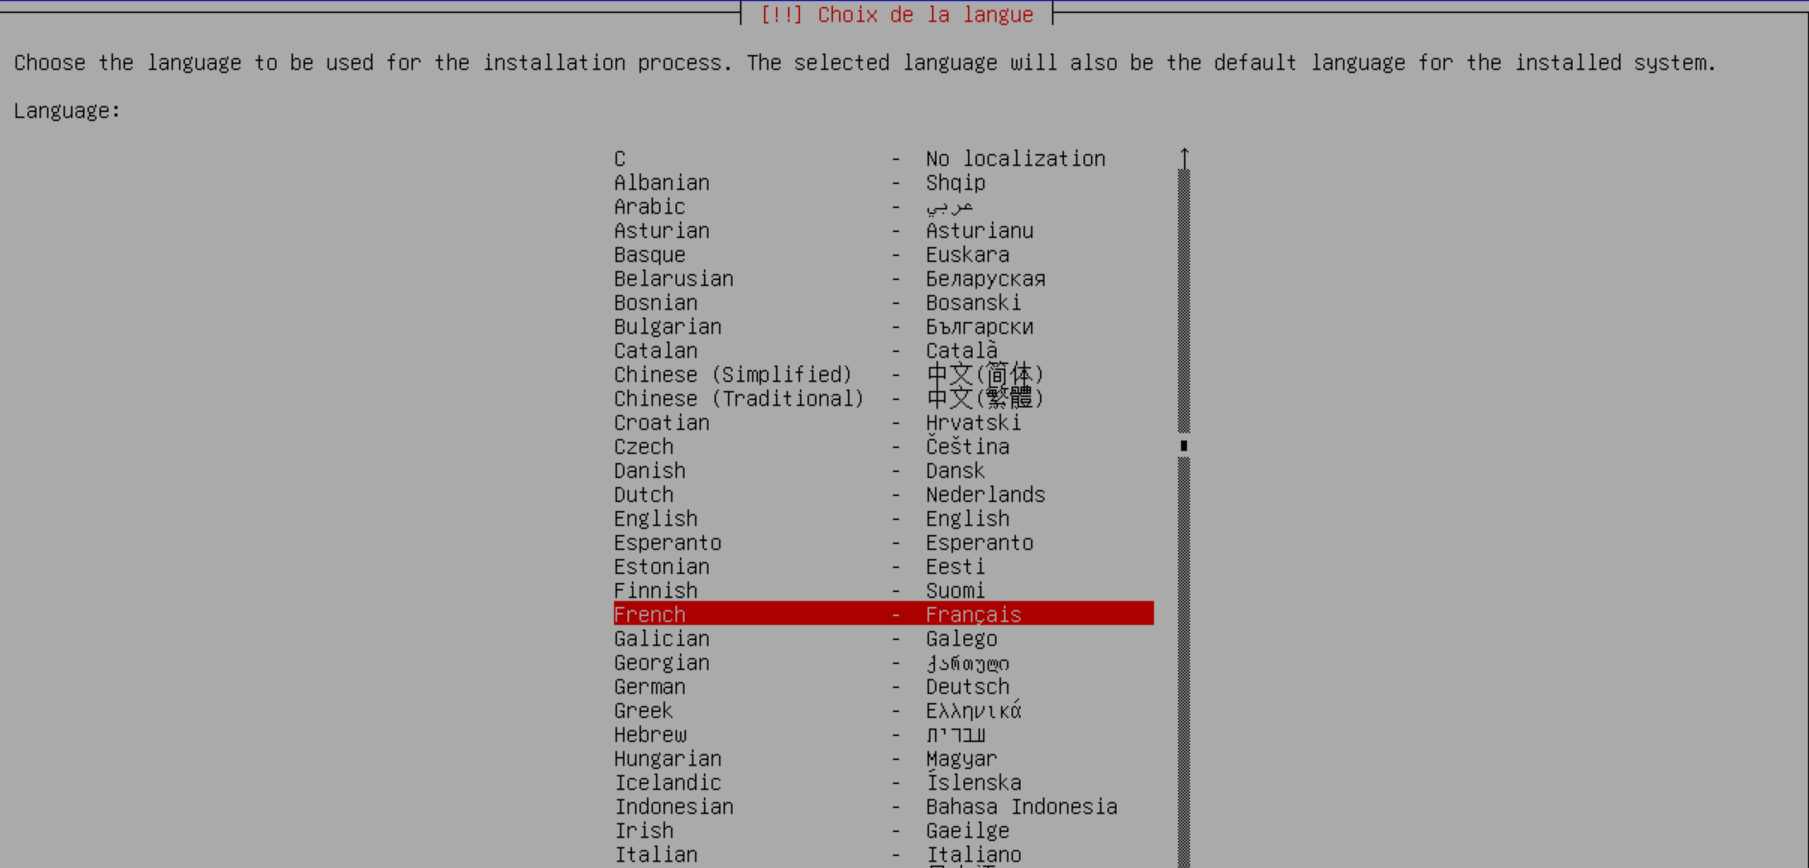 [!!] Choix de la langue
Choose the language to be used for the installation process. The selected language will also be the default language for the installed system.
Language:
C - No localization
Albanian - Shqip
Arabic - عربي
Asturian - Asturianu
Basque - Euskara
Belarusian - Беларуская
Bosnian - Bosanski
Bulgarian - Български
Catalan - Català
Chinese (Simplified) - 中文(简体)
Chinese (Traditional) - 中文(繁體)
Croatian - Hrvatski
Czech - Čeština
Danish - Dansk
Dutch - Nederlands
English - English
Esperanto - Esperanto
Estonian - Eesti
Finnish - Suomi
French - Français
Galician - Galego
Georgian - ქართული
German - Deutsch
Greek - Ελληνικά
Hebrew - עברית
Hungarian - Magyar
Icelandic - Íslenska
Indonesian - Bahasa Indonesia
Irish - Gaeilge
Italian - Italiano